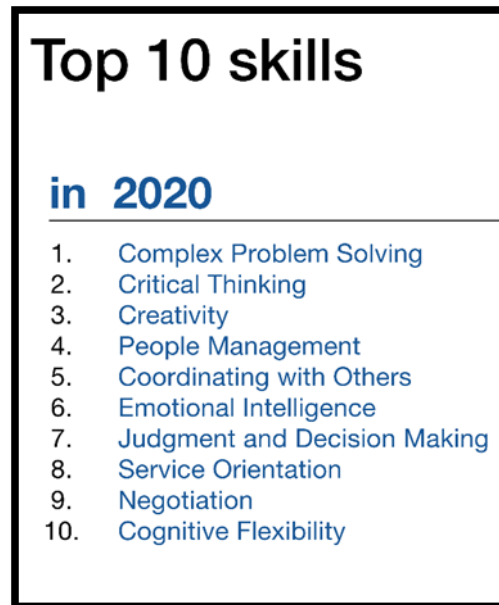 Top 10 skills
in 2020
1. Complex Problem Solving
2. Critical Thinking
3. Creativity
4. People Management
5. Coordinating with Others
6. Emotional Intelligence
7. Judgment and Decision Making
8. Service Orientation
9. Negotiation
10. Cognitive Flexibility